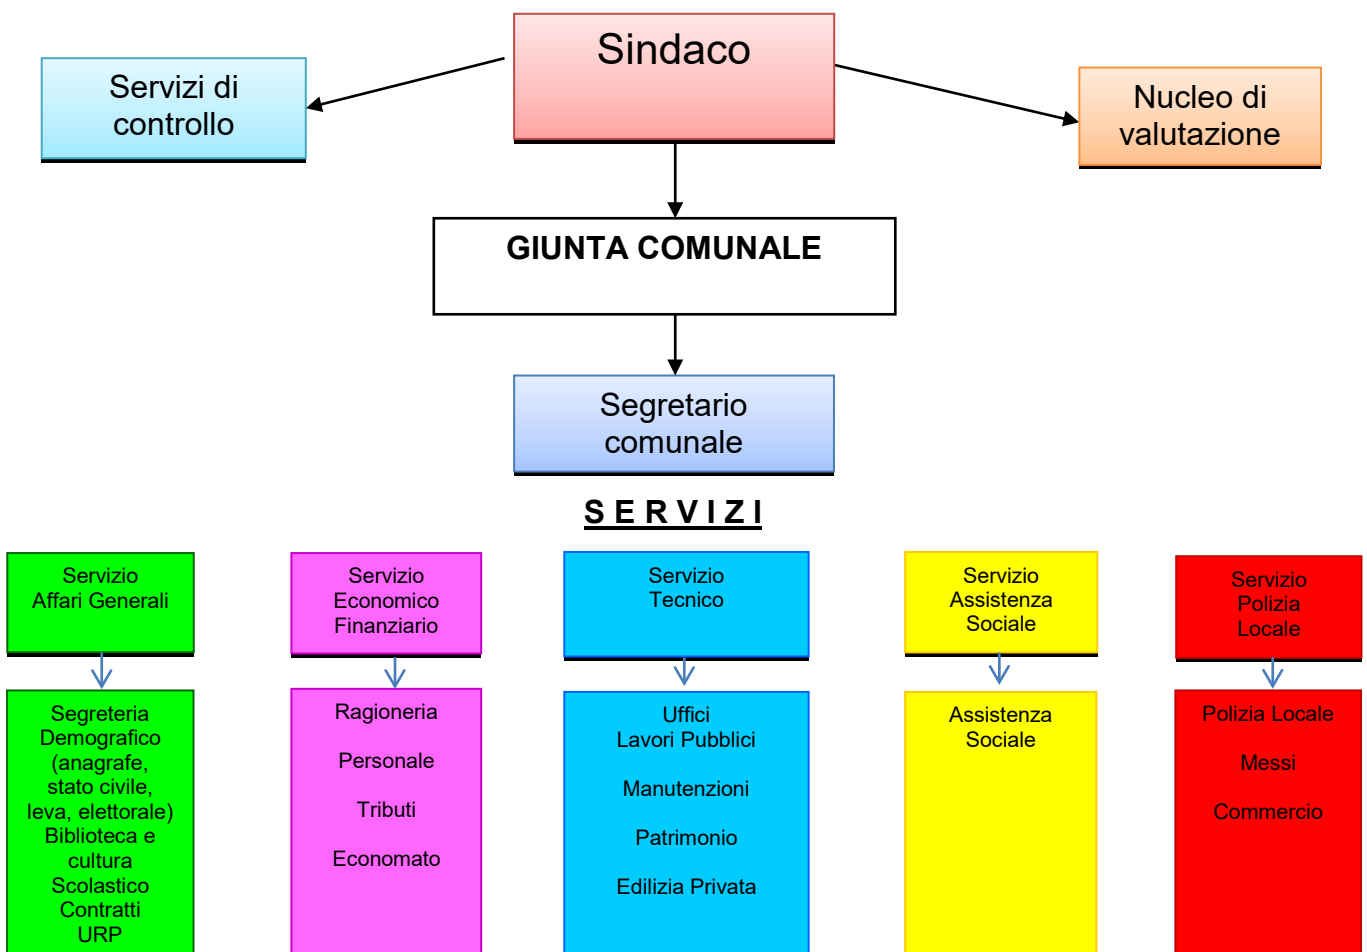 Sindaco
Servizi di
controllo
Nucleo di
valutazione
GIUNTA COMUNALE
Segretario
comunale
S E R V I Z I
Servizio
Affari Generali
Servizio
Economico
Finanziario
Servizio
Tecnico
Servizio
Assistenza
Sociale
Servizio
Polizia
Locale
Segreteria
Demografico
(anagrafe,
stato civile,
leva, elettorale)
Biblioteca e
cultura
Scolastico
Contratti
URP
Ragioneria
Personale
Tributi
Economato
Uffici
Lavori Pubblici
Manutenzioni
Patrimonio
Edilizia Privata
Assistenza
Sociale
Polizia Locale
Messi
Commercio